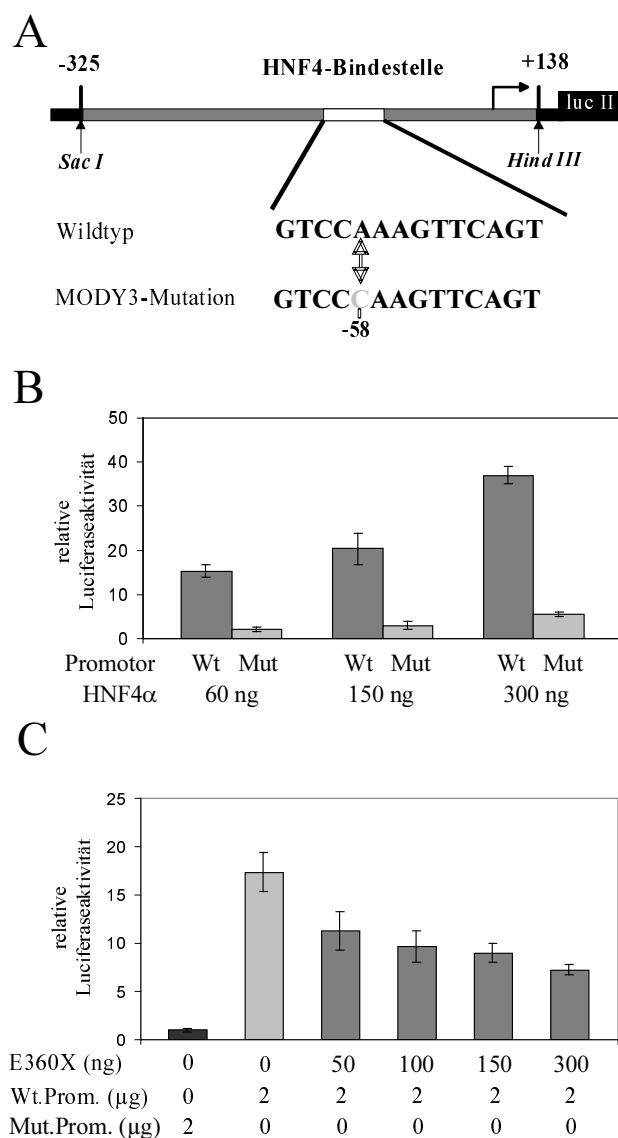 A
-325 HNF4-Bindestelle +138
luc II
Sac I Hind III
Wildtyp GTCCAAAGTTCAGT
MODY3-Mutation GTCCCAAGTTCAGT
-58
B
relative
Luciferaseaktivität
50
40
30
20
10
0
Promotor Wt Mut Wt Mut Wt Mut
HNF4α 60 ng 150 ng 300 ng
C
relative
Luciferaseaktivität
25
20
15
10
5
0
E360X (ng) 0 0 50 100 150 300
Wt.Prom. (µg) 0 2 2 2 2 2
Mut.Prom. (µg) 2 0 0 0 0 0